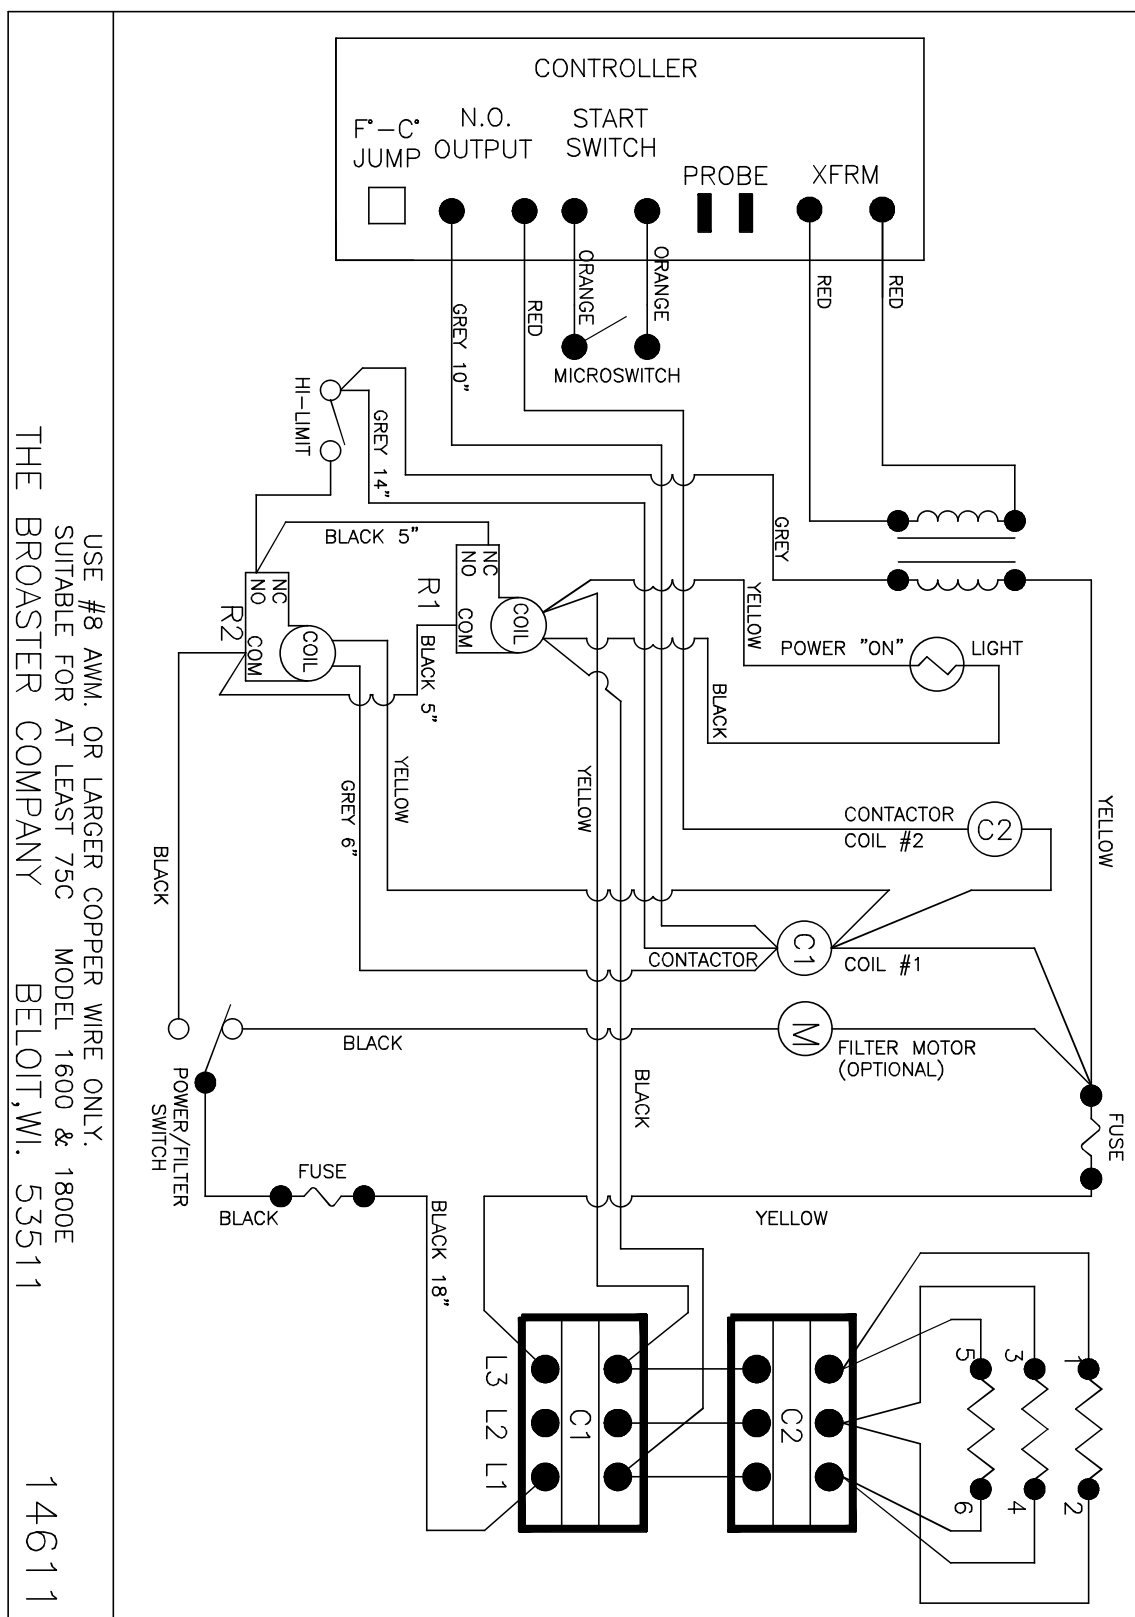 CONTROLLER
F°-C°
JUMP
N.O.
OUTPUT
START
SWITCH
PROBE
XFRM
GREY 10"
RED
ORANGE
ORANGE
RED
RED
MICROSWITCH
HI-LIMIT
GREY 14"
BLACK 5"
GREY
NC
NO
COM
COIL
R1
NC
NO
COM
COIL
R2
YELLOW
POWER "ON"
LIGHT
BLACK 5"
BLACK
YELLOW
GREY 6"
YELLOW
YELLOW
CONTACTOR
COIL #2
C2
BLACK
CONTACTOR
C1
COIL #1
BLACK
M
FILTER MOTOR
(OPTIONAL)
BLACK
POWER/FILTER
SWITCH
FUSE
FUSE
BLACK
BLACK 18"
YELLOW
L3
L2
L1
C1
C2
5
3
1
6
4
2
USE #8 AWM. OR LARGER COPPER WIRE ONLY.
SUITABLE FOR AT LEAST 75C MODEL 1600 & 1800E
THE BROASTER COMPANY BELOIT,WI. 53511 14611